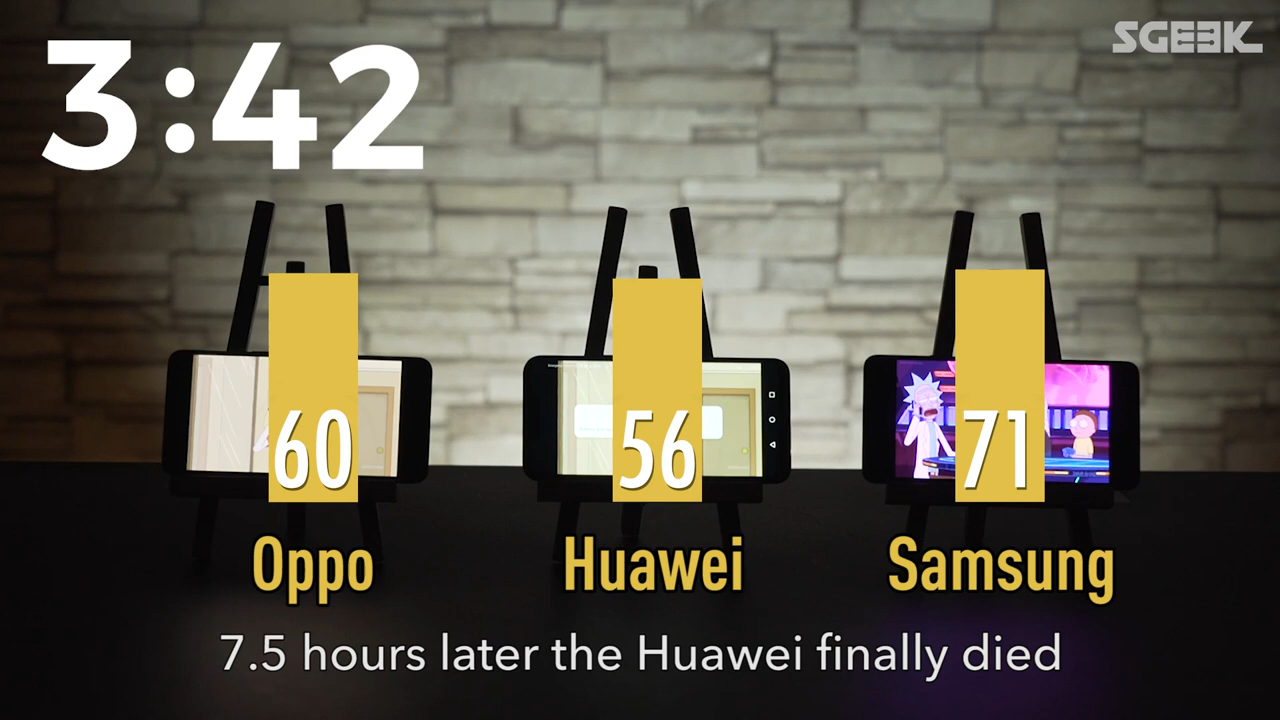 SGEEK
3:42
60
56
71
Oppo
Huawei
Samsung
7.5 hours later the Huawei finally died